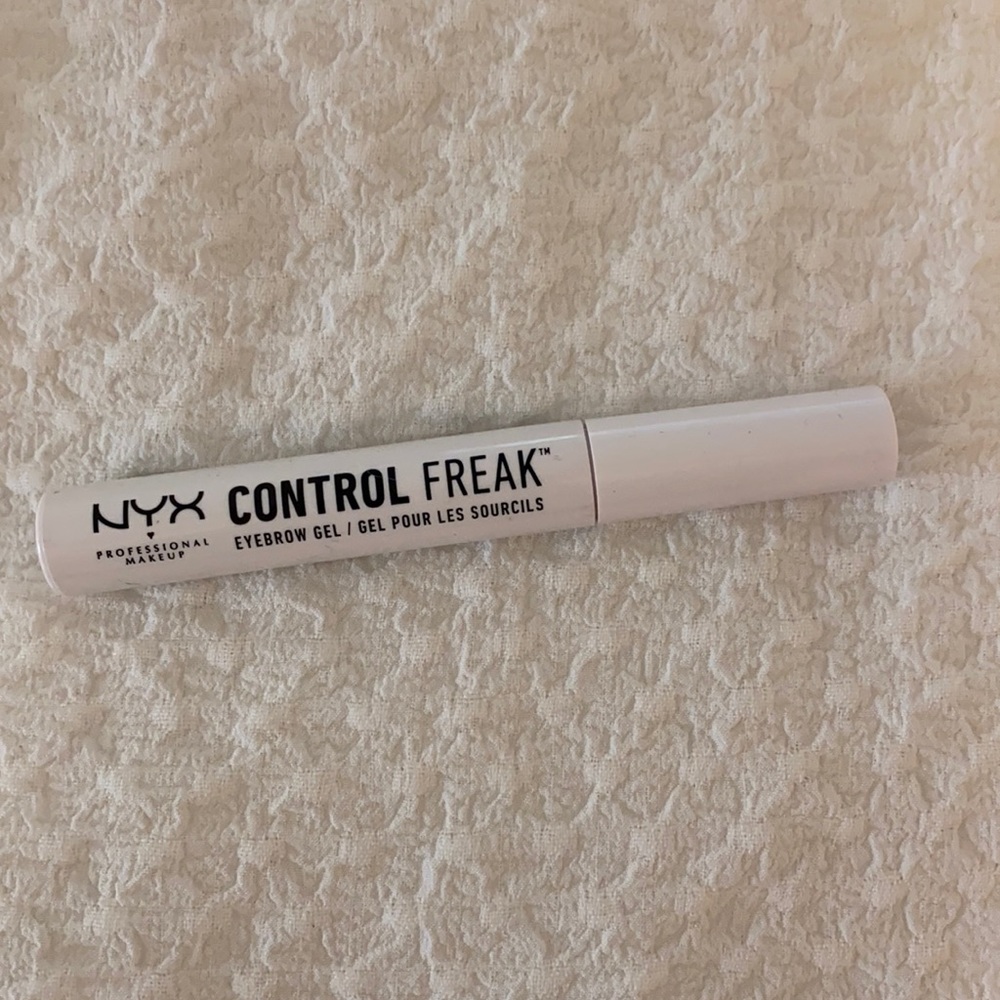 NYX
PROFESSIONAL
MAKEUP
CONTROL FREAK™
EYEBROW GEL / GEL POUR LES SOURCILS